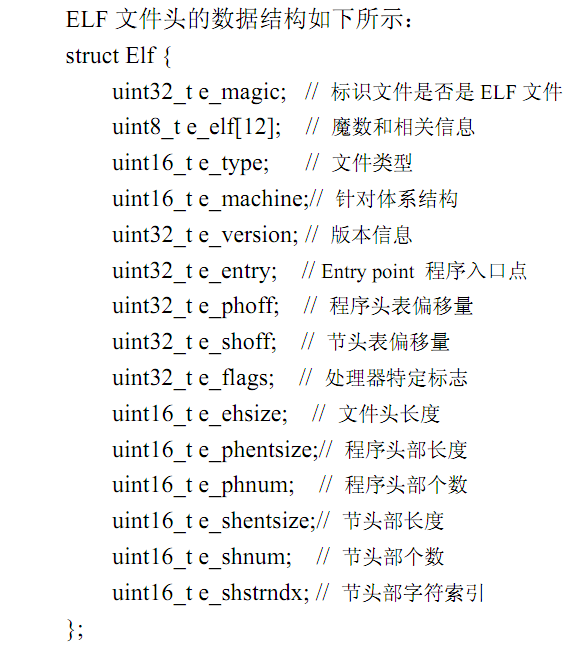 ELF 文件头的数据结构如下所示：
struct Elf {
uint32_t e_magic; // 标识文件是否是 ELF 文件
uint8_t e_elf[12]; // 魔数和相关信息
uint16_t e_type; // 文件类型
uint16_t e_machine;// 针对体系结构
uint32_t e_version; // 版本信息
uint32_t e_entry; // Entry point 程序入口点
uint32_t e_phoff; // 程序头表偏移量
uint32_t e_shoff; // 节头表偏移量
uint32_t e_flags; // 处理器特定标志
uint16_t e_ehsize; // 文件头长度
uint16_t e_phentsize;// 程序头部长度
uint16_t e_phnum; // 程序头部个数
uint16_t e_shentsize;// 节头部长度
uint16_t e_shnum; // 节头部个数
uint16_t e_shstrndx; // 节头部字符索引
};